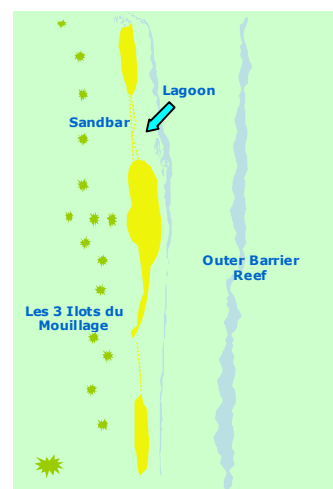 Lagoon
Sandbar
Outer Barrier
Reef
Les 3 Ilots du
Mouillage